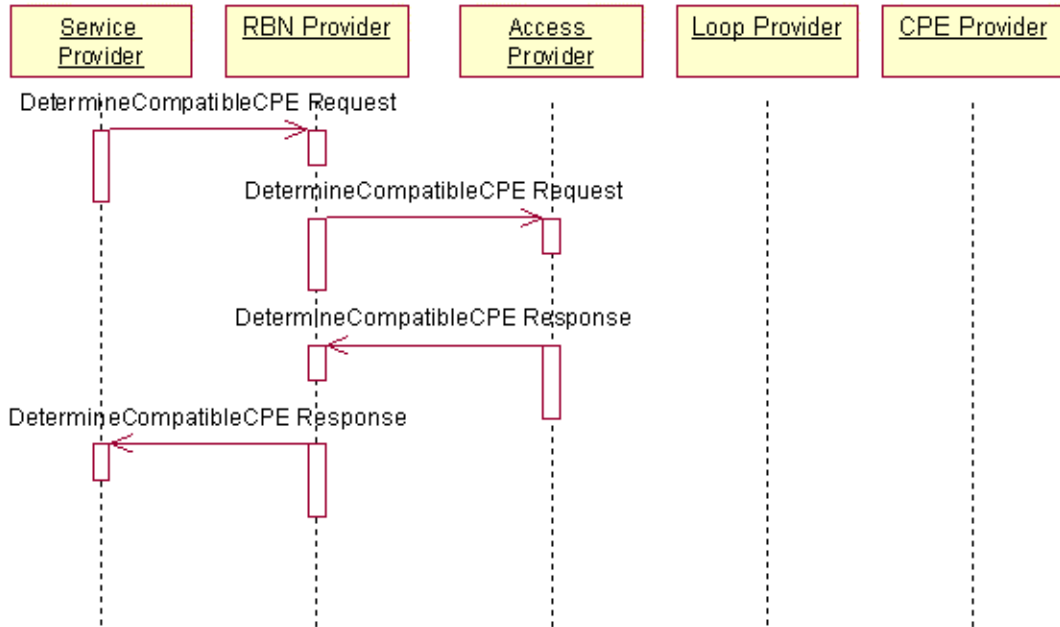 Service
Provider
RBN Provider
Access
Provider
Loop Provider
CPE Provider
DetermineCompatibleCPE Request
DetermineCompatibleCPE Request
DetermineCompatibleCPE Response
DetermineCompatibleCPE Response